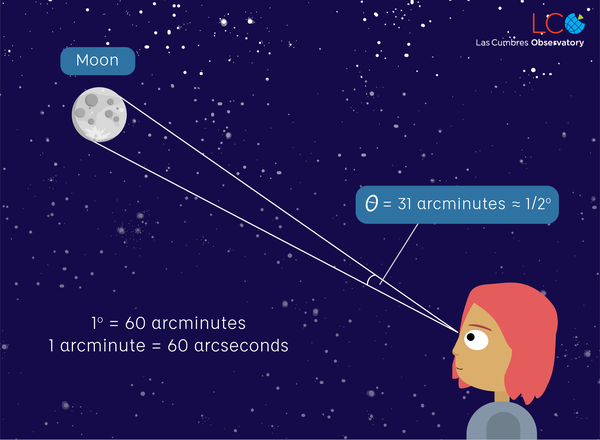 LCO
Las Cumbres Observatory
Moon
θ = 31 arcminutes ≈ 1/2°
1° = 60 arcminutes
1 arcminute = 60 arcseconds